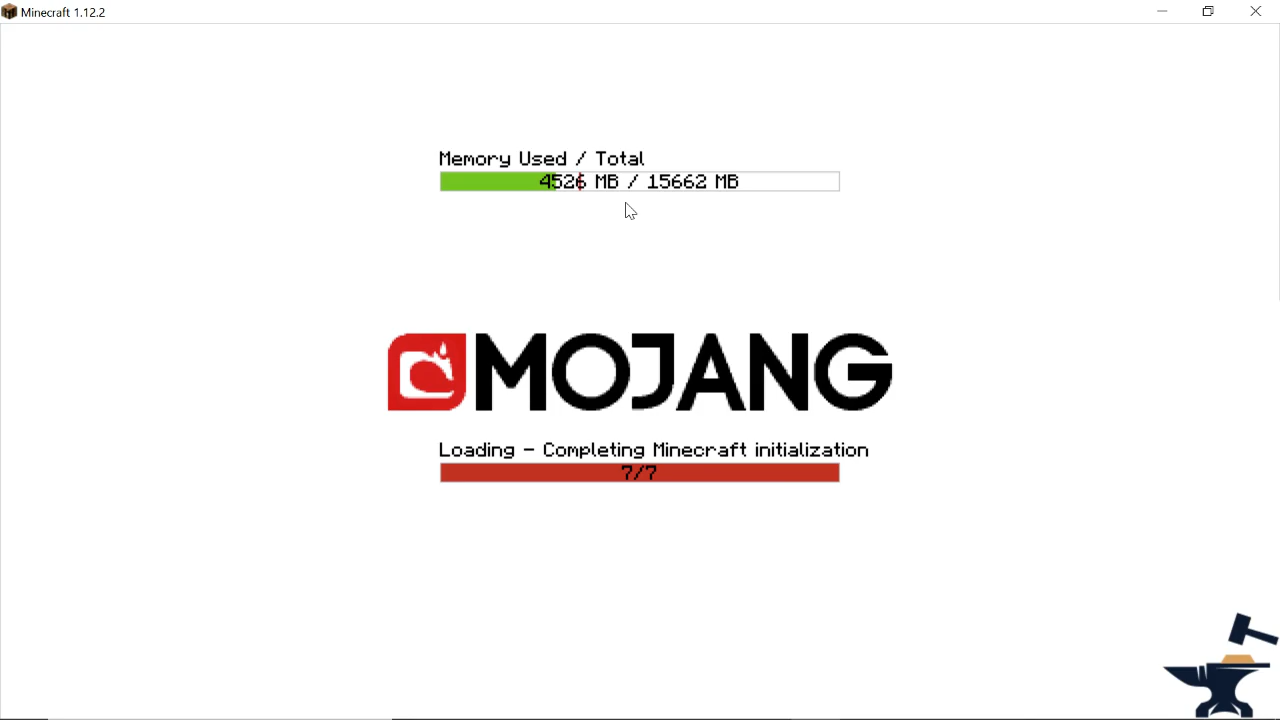 Minecraft 1.12.2
Memory Used / Total
4526 MB / 15662 MB
MOJANG
Loading - Completing Minecraft initialization
7/7